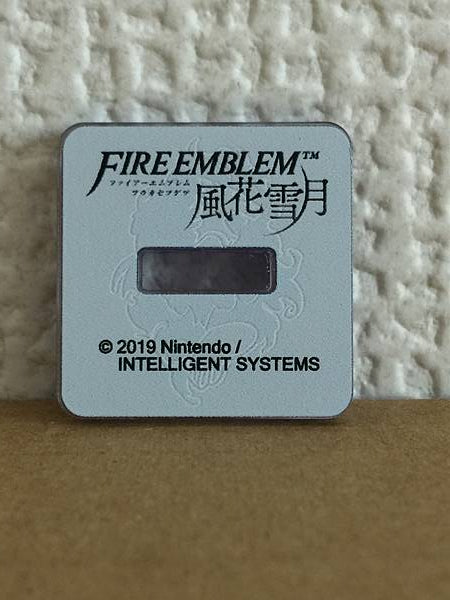 FIRE EMBLEM™
ファイアーエムブレム
フウカセツゲツ
風花雪月
© 2019 Nintendo /
INTELLIGENT SYSTEMS